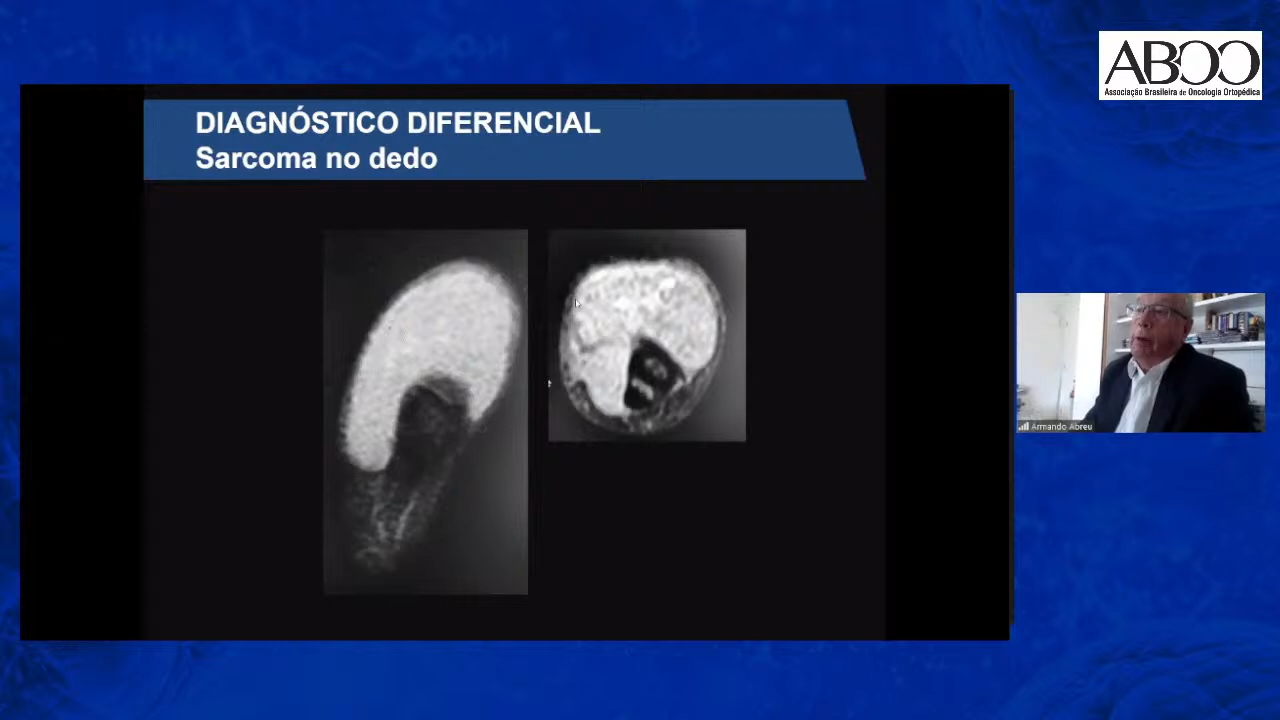 ABOO
Associação Brasileira de Oncologia Ortopédica
DIAGNÓSTICO DIFERENCIAL
Sarcoma no dedo
Armando Abreu